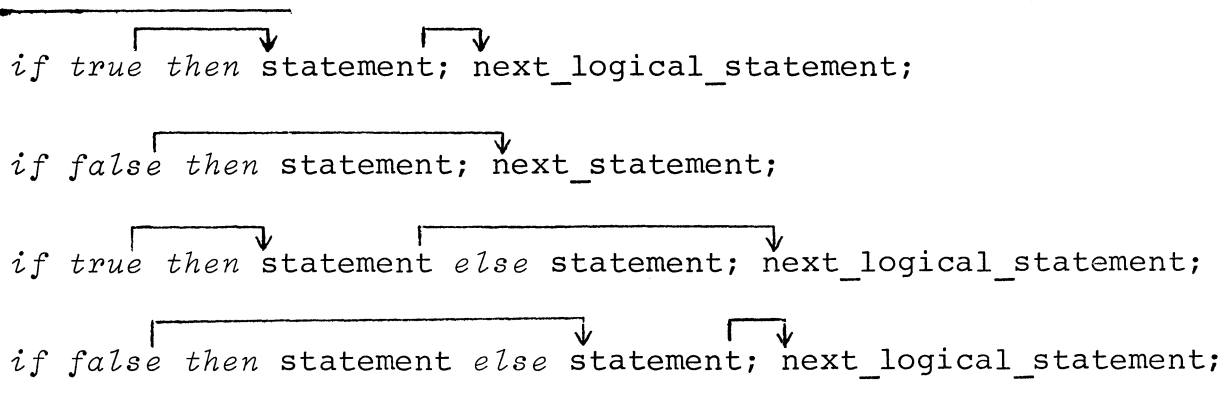 if true then statement; next_logical_statement;
if false then statement; next_statement;
if true then statement else statement; next_logical_statement;
if false then statement else statement; next_logical_statement;